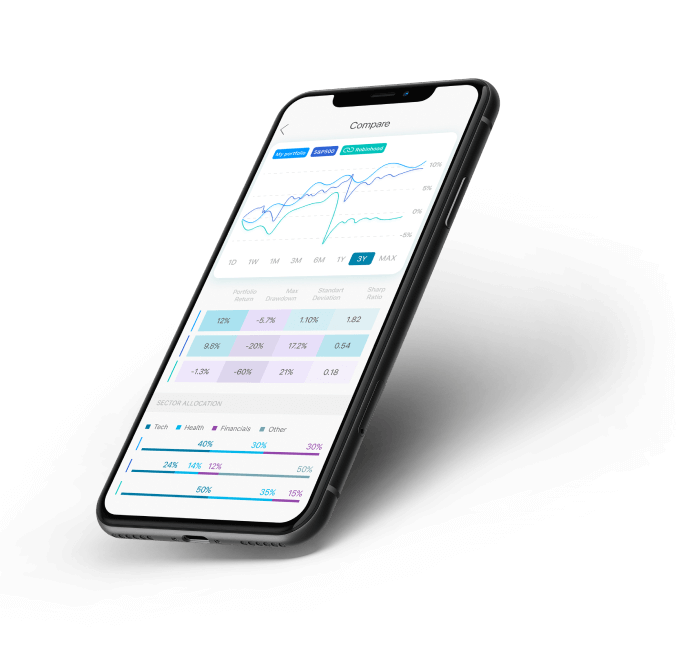 Compare
My portfolio S&P500 Robinhood
10%
5%
0%
-5%
1D 1W 1M 3M 6M 1Y 3Y MAX
Portfolio Return Max Drawdown Standart Deviation Sharp Ratio
12% -5.7% 1.10% 1.82
9.8% -20% 17.2% 0.54
-1.3% -60% 21% 0.18
SECTOR ALLOCATION
Tech Health Financials Other
40% 30% 30%
24% 14% 12% 50%
50% 35% 15%